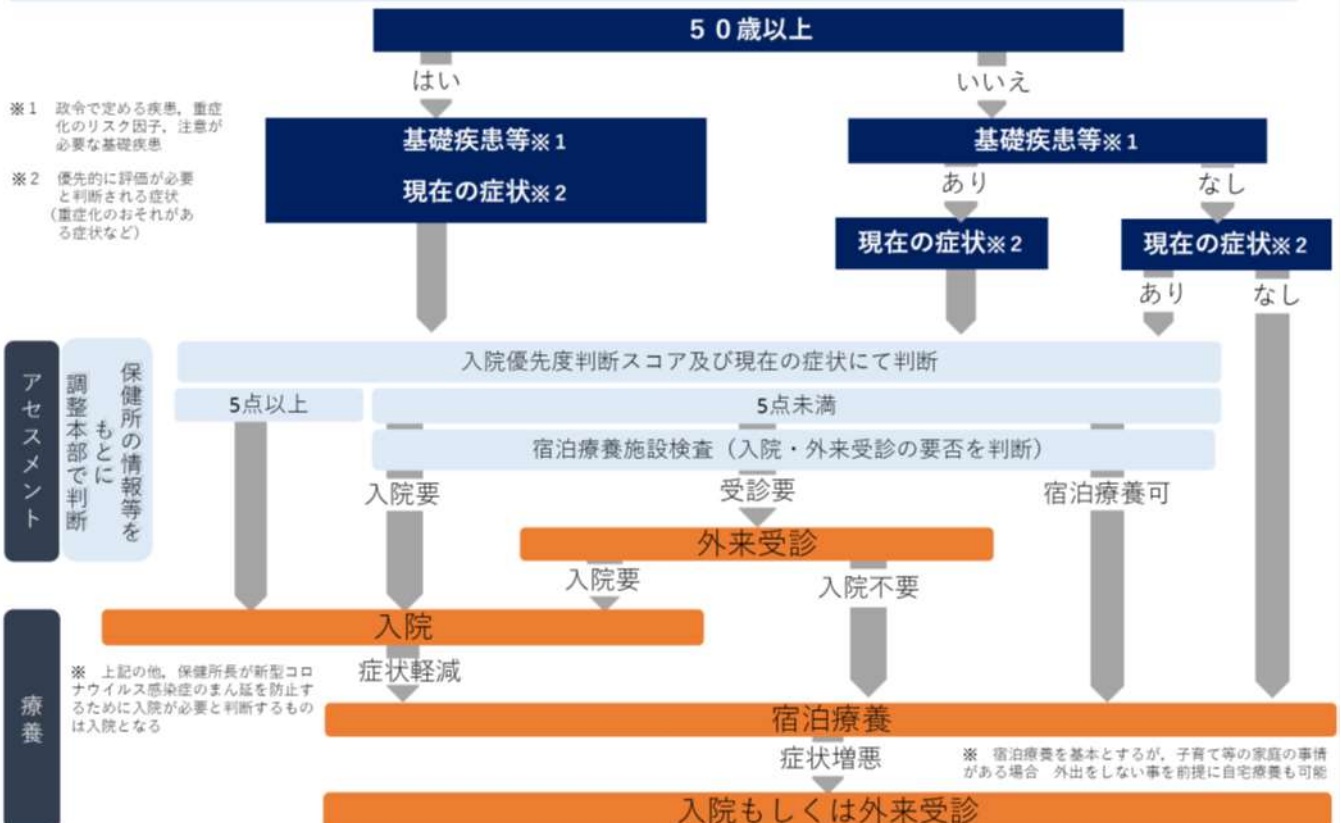 ５０歳以上
はい
いいえ
※1 政令で定める疾患，重症
化のリスク因子，注意が
必要な基礎疾患
※2 優先的に評価が必要
と判断される症状
（重症化のおそれがあ
る症状など）
基礎疾患等※1
現在の症状※2
基礎疾患等※1
あり
なし
現在の症状※2
現在の症状※2
あり
なし
アセスメント
保健所の情報等を
もとに
調整本部で判断
入院優先度判断スコア及び現在の症状にて判断
5点以上
5点未満
宿泊療養施設検査（入院・外来受診の要否を判断）
入院要
受診要
宿泊療養可
外来受診
入院要
入院不要
療養
入院
※ 上記の他，保健所長が新型コロ
ナウイルス感染症のまん延を防止す
るために入院が必要と判断するもの
は入院となる
症状軽減
宿泊療養
症状増悪
※ 宿泊療養を基本とするが，子育て等の家庭の事情
がある場合 外出をしない事を前提に自宅療養も可能
入院もしくは外来受診